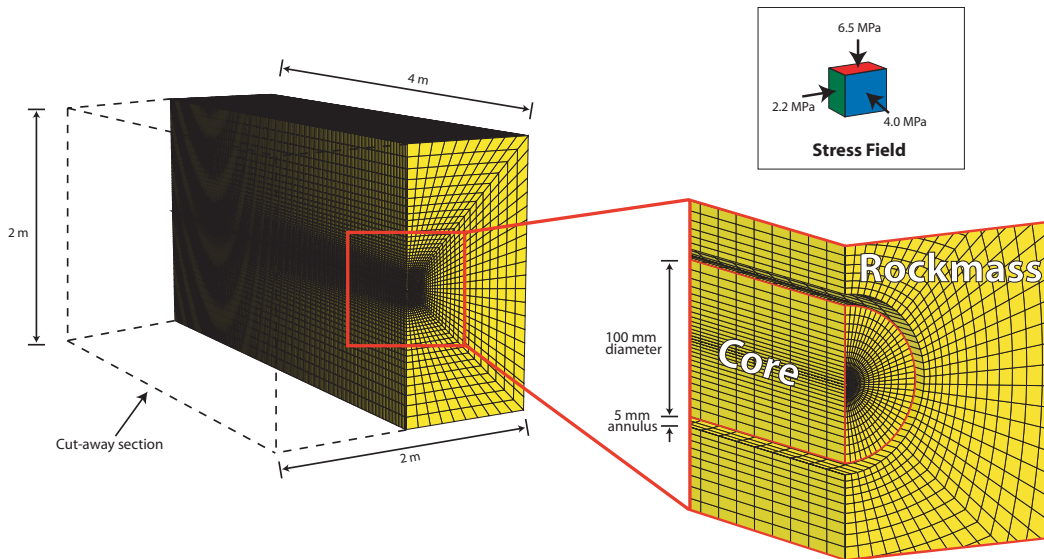 6.5 MPa
2.2 MPa
4.0 MPa
Stress Field
4 m
2 m
Cut-away section
2 m
Rockmass
Core
100 mm
diameter
5 mm
annulus